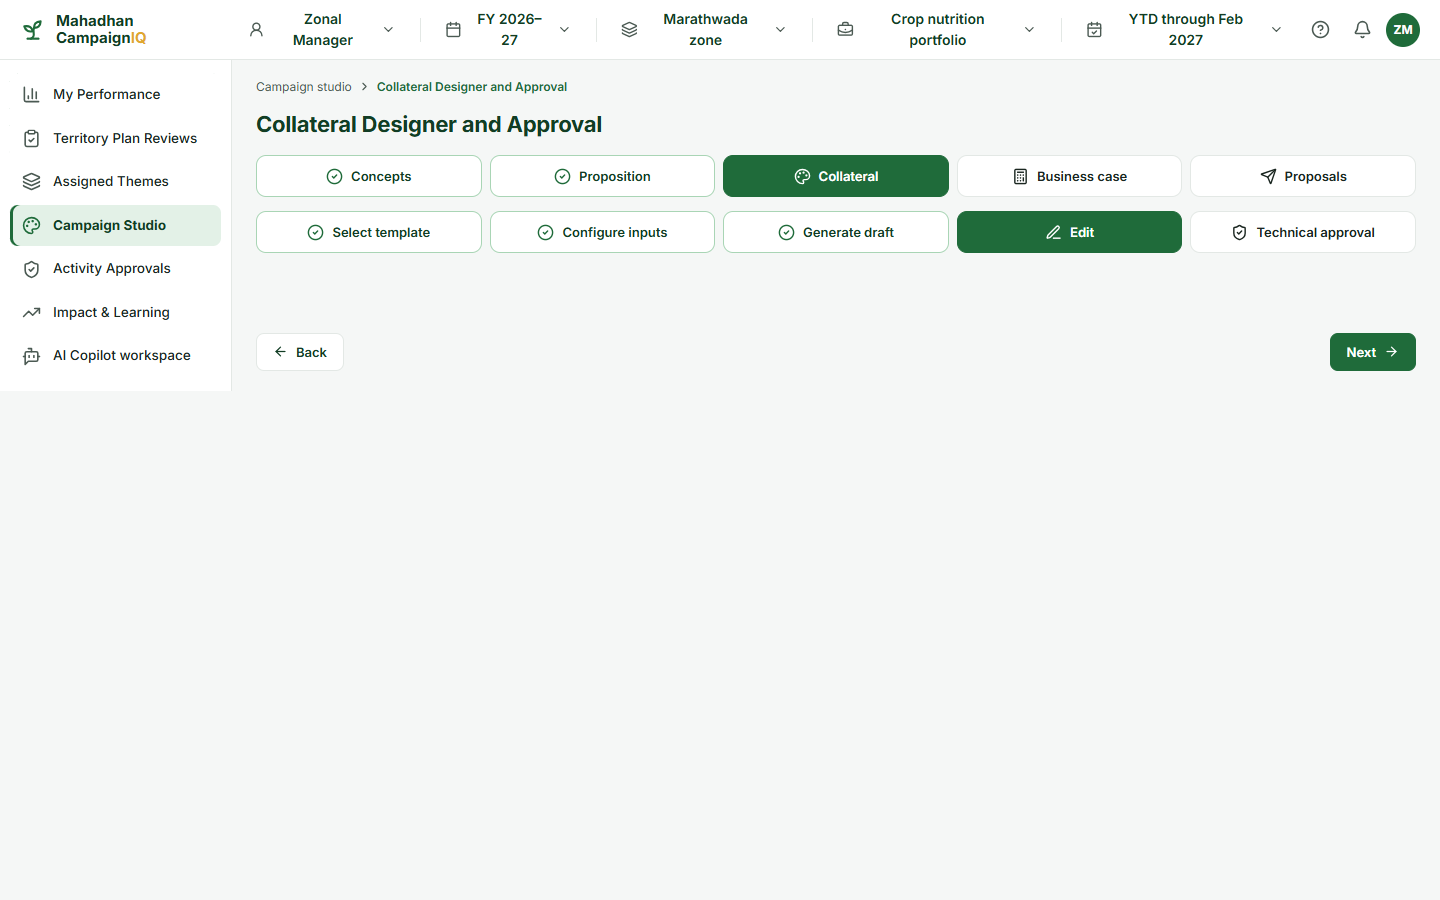 Mahadhan
CampaignIQ
Zonal
Manager
FY 2026–
27
Marathwada
zone
Crop nutrition
portfolio
YTD through Feb
2027
ZM
My Performance
Territory Plan Reviews
Assigned Themes
Campaign Studio
Activity Approvals
Impact & Learning
AI Copilot workspace
Campaign studio > Collateral Designer and Approval
Collateral Designer and Approval
Concepts
Proposition
Collateral
Business case
Proposals
Select template
Configure inputs
Generate draft
Edit
Technical approval
Back
Next